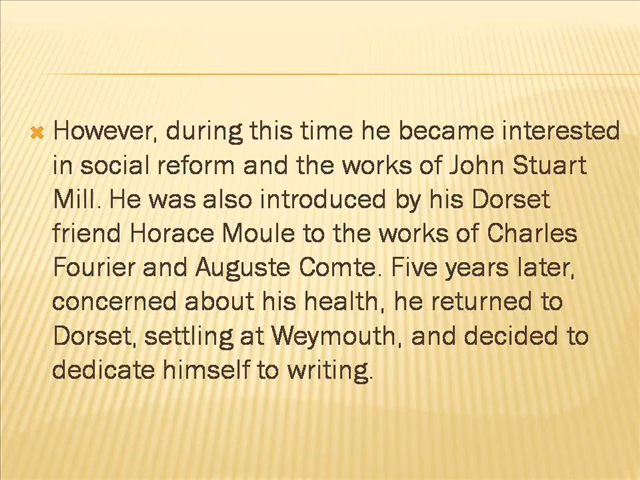 However, during this time he became interested
in social reform and the works of John Stuart
Mill. He was also introduced by his Dorset
friend Horace Moule to the works of Charles
Fourier and Auguste Comte. Five years later,
concerned about his health, he returned to
Dorset, settling at Weymouth, and decided to
dedicate himself to writing.